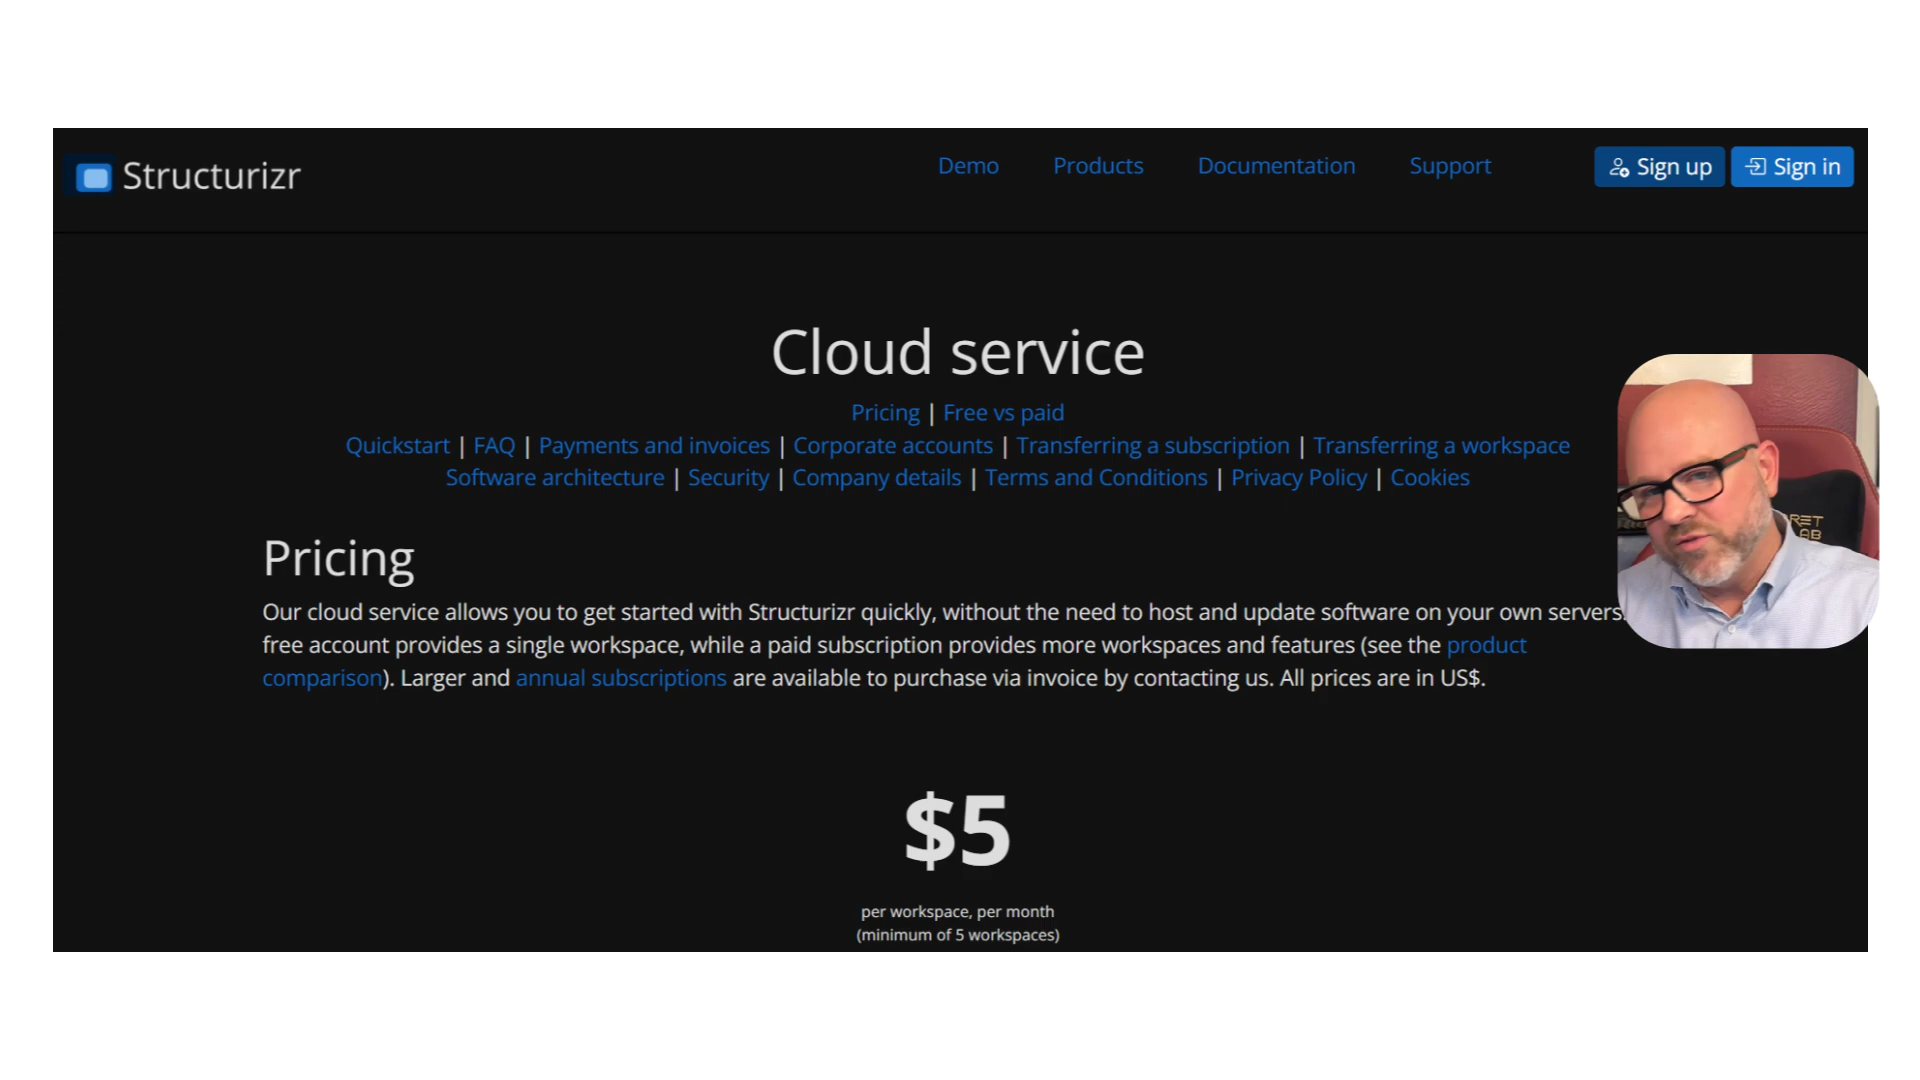 Structurizr
Demo Products Documentation Support Sign up Sign in
Cloud service
Pricing | Free vs paid
Quickstart | FAQ | Payments and invoices | Corporate accounts | Transferring a subscription | Transferring a workspace
Software architecture | Security | Company details | Terms and Conditions | Privacy Policy | Cookies
Pricing
Our cloud service allows you to get started with Structurizr quickly, without the need to host and update software on your own servers.
free account provides a single workspace, while a paid subscription provides more workspaces and features (see the product
comparison). Larger and annual subscriptions are available to purchase via invoice by contacting us. All prices are in US$.
$5
per workspace, per month
(minimum of 5 workspaces)